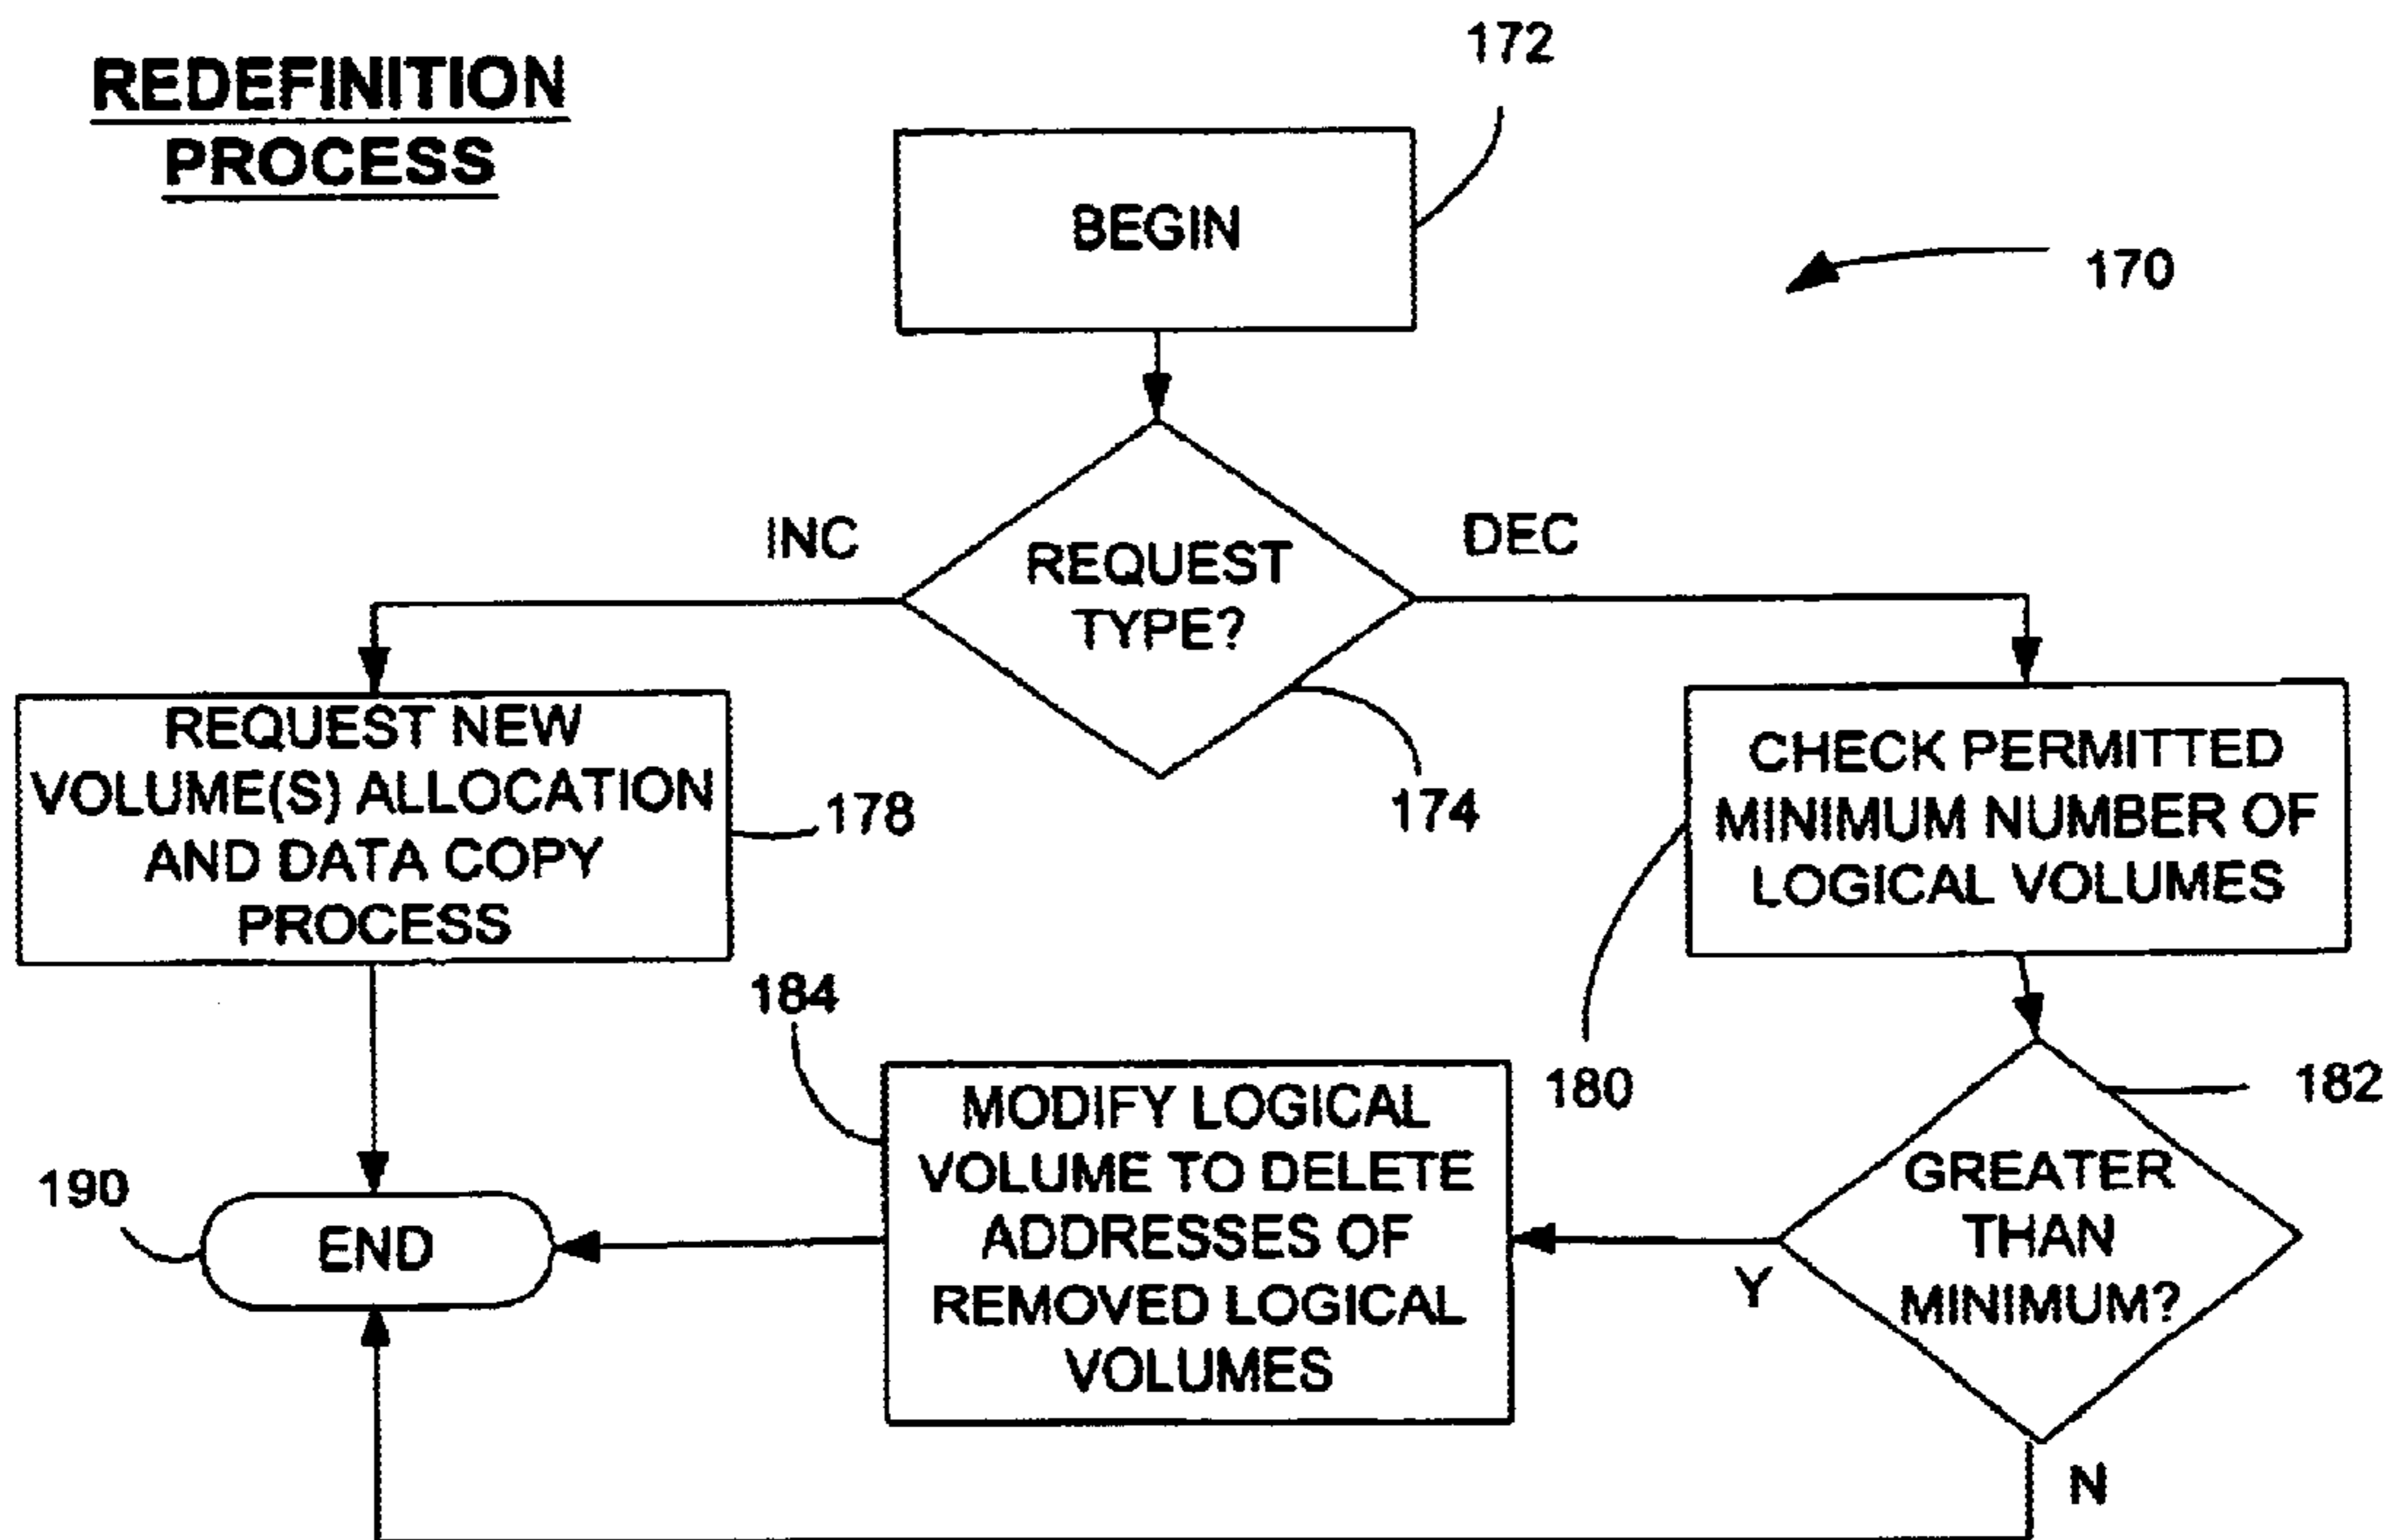 REDEFINITION
PROCESS
172
BEGIN
170
INC
DEC
REQUEST
TYPE?
174
REQUEST NEW
VOLUME(S) ALLOCATION
AND DATA COPY
PROCESS
178
CHECK PERMITTED
MINIMUM NUMBER OF
LOGICAL VOLUMES
180
184
MODIFY LOGICAL
VOLUME TO DELETE
ADDRESSES OF
REMOVED LOGICAL
VOLUMES
182
GREATER
THAN
MINIMUM?
Y
N
190
END